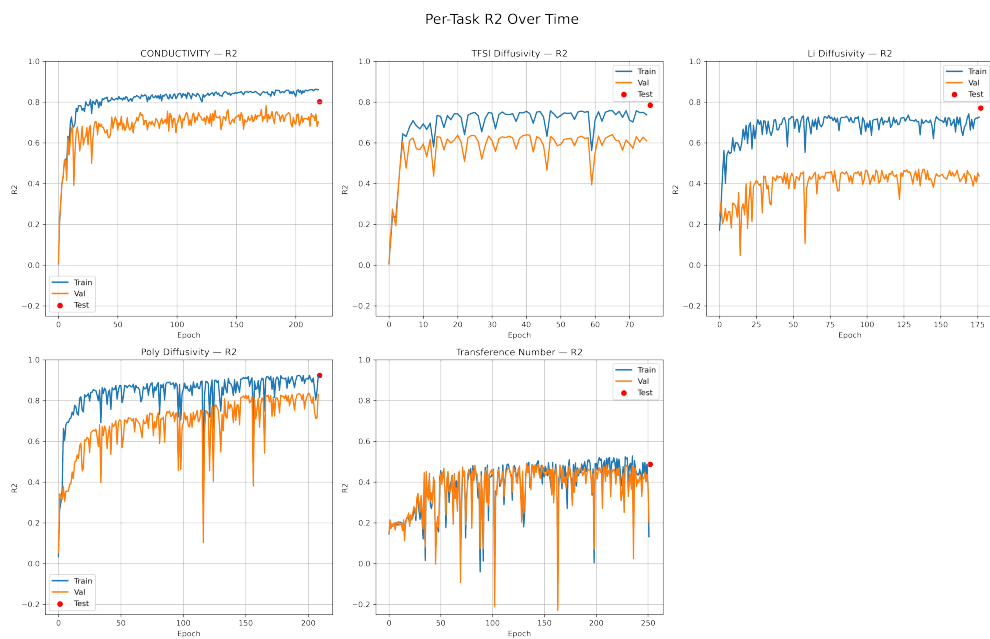 Per-Task R2 Over Time
CONDUCTIVITY — R2
1.0
0.8
0.6
0.4
0.2
0.0
−0.2
R2
0
50
100
150
200
Epoch
Train
Val
Test
TFSI Diffusivity — R2
1.0
0.8
0.6
0.4
0.2
0.0
−0.2
R2
0
10
20
30
40
50
60
70
Epoch
Train
Val
Test
Li Diffusivity — R2
1.0
0.8
0.6
0.4
0.2
0.0
−0.2
R2
0
25
50
75
100
125
150
175
Epoch
Train
Val
Test
Poly Diffusivity — R2
1.0
0.8
0.6
0.4
0.2
0.0
−0.2
R2
0
50
100
150
200
Epoch
Train
Val
Test
Transference Number — R2
1.0
0.8
0.6
0.4
0.2
0.0
−0.2
R2
0
50
100
150
200
250
Epoch
Train
Val
Test